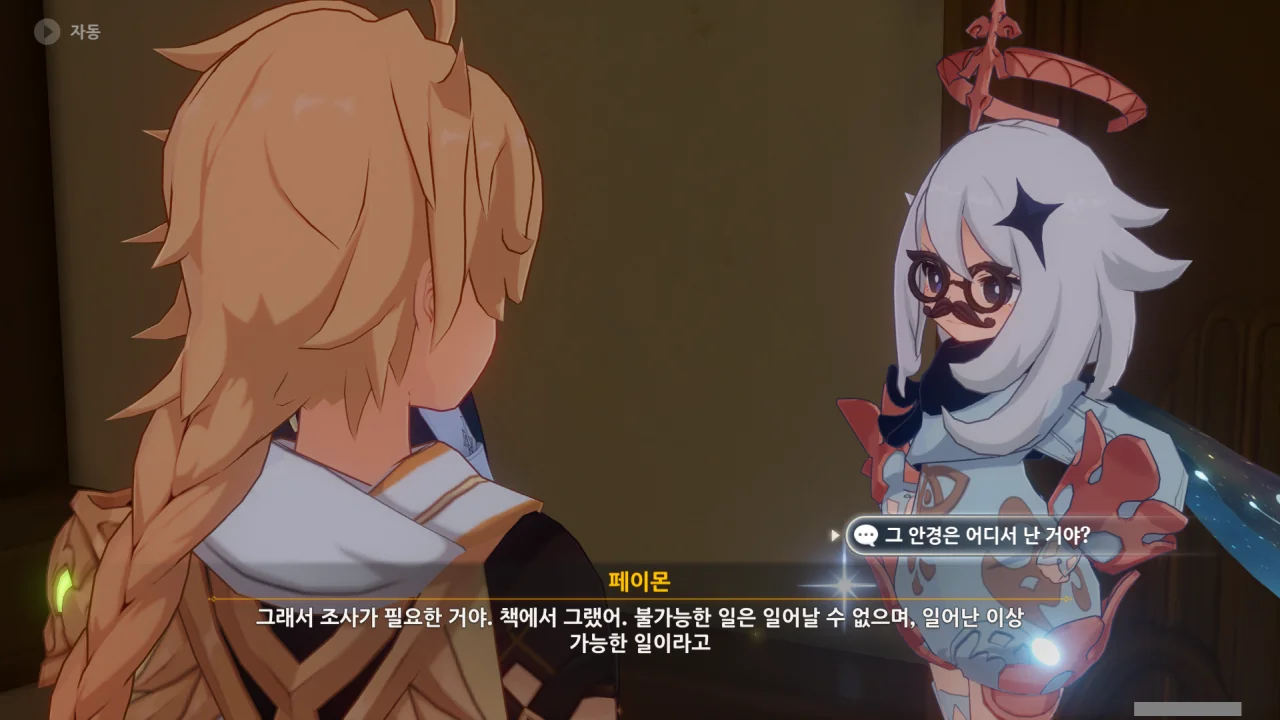 자동
그 안경은 어디서 난 거야?
페이몬
그래서 조사가 필요한 거야. 책에서 그랬어. 불가능한 일은 일어날 수 없으며, 일어난 이상
가능한 일이라고